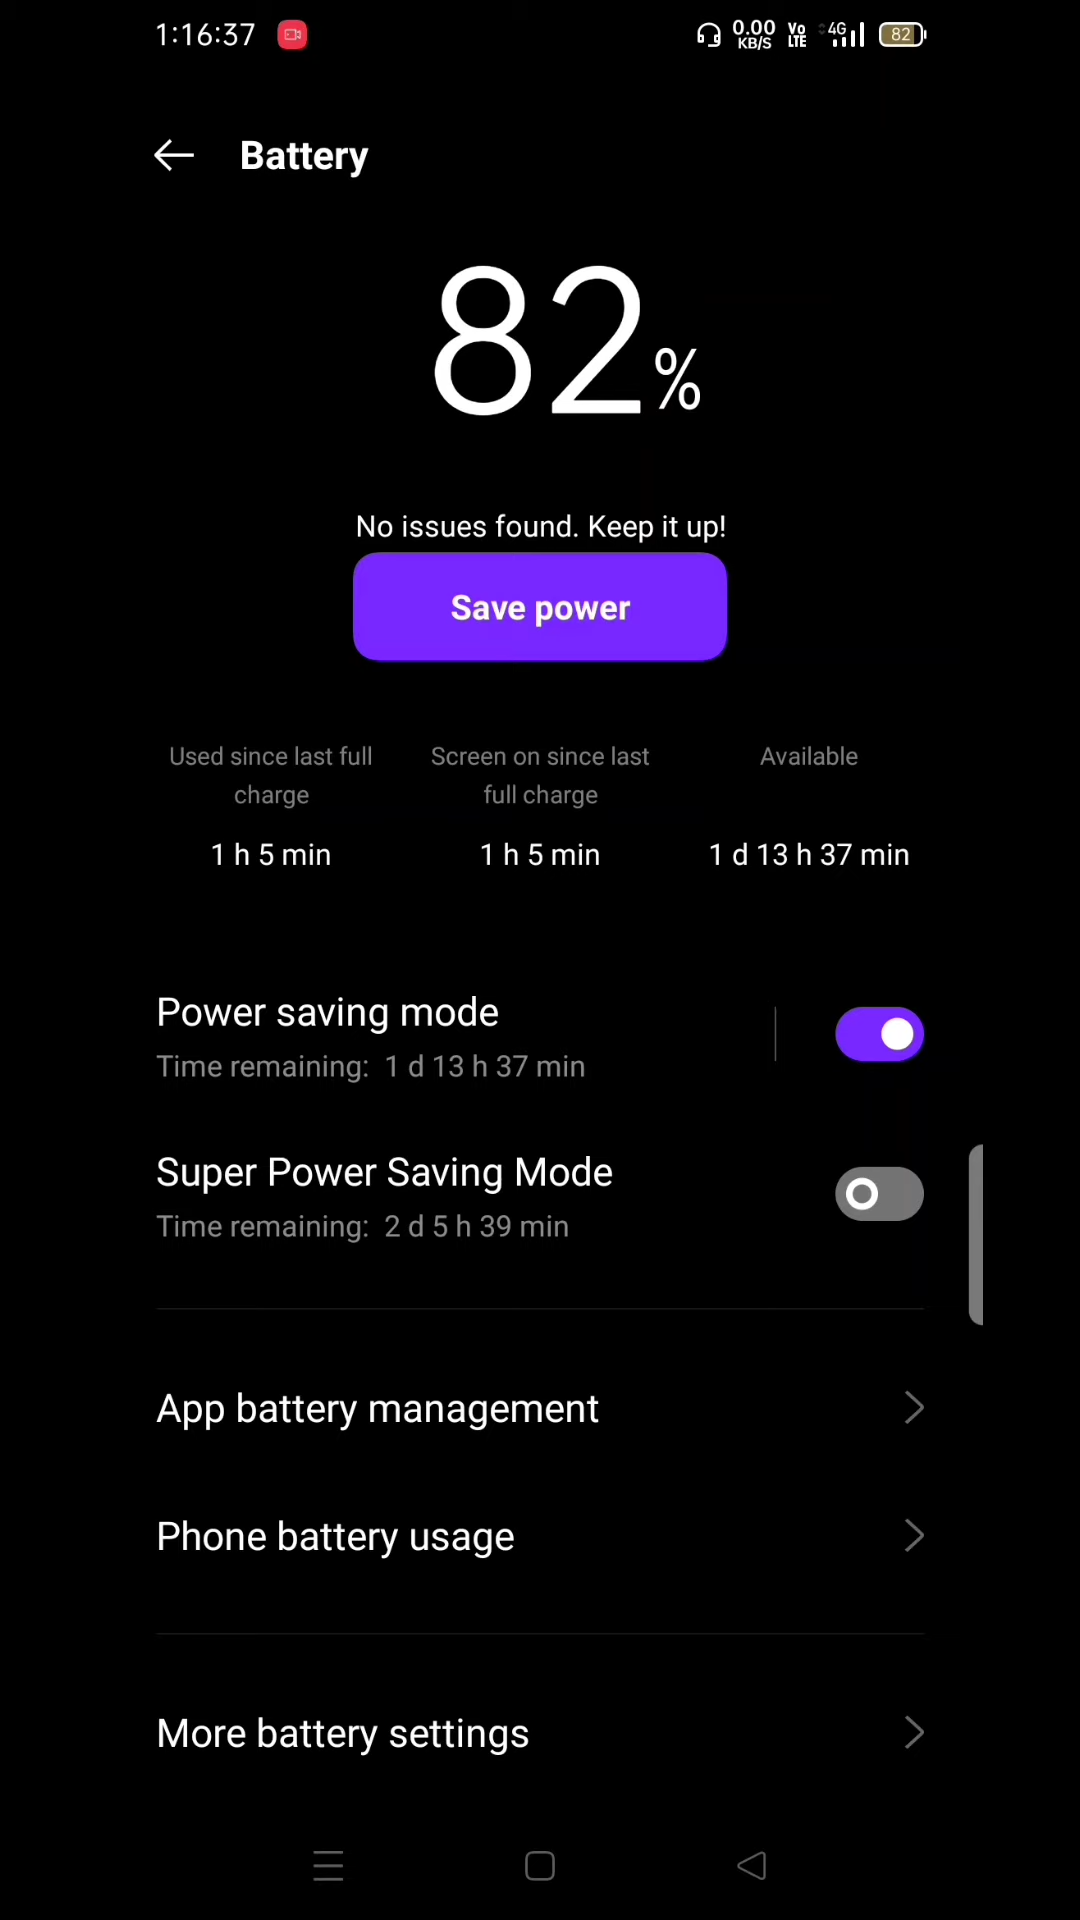 1:16:37 0.00 KB/S Vo LTE 4G 82
Battery
82%
No issues found. Keep it up!
Save power
Used since last full charge
1 h 5 min
Screen on since last full charge
1 h 5 min
Available
1 d 13 h 37 min
Power saving mode
Time remaining: 1 d 13 h 37 min
Super Power Saving Mode
Time remaining: 2 d 5 h 39 min
App battery management
Phone battery usage
More battery settings